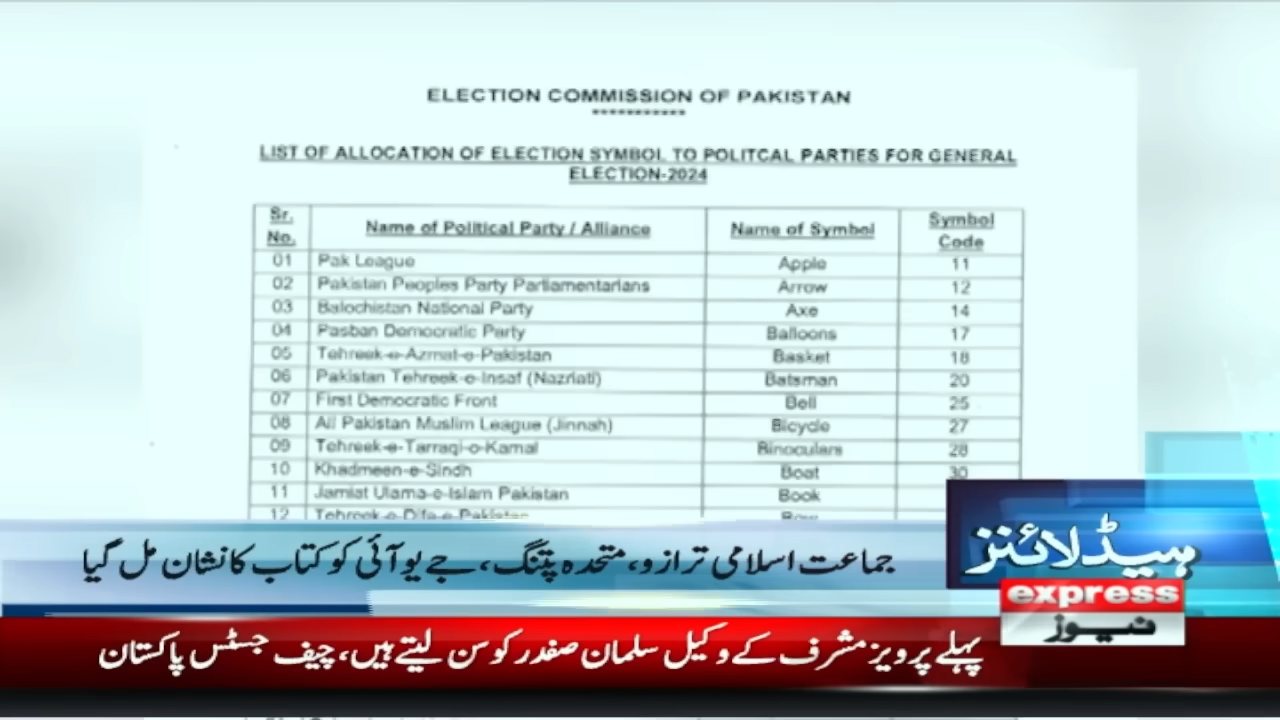 ELECTION COMMISSION OF PAKISTAN
***********
LIST OF ALLOCATION OF ELECTION SYMBOL TO POLITCAL PARTIES FOR GENERAL
ELECTION-2024
Sr. No. Name of Political Party / Alliance Name of Symbol Symbol Code
01 Pak League Apple 11
02 Pakistan Peoples Party Parliamentarians Arrow 12
03 Balochistan National Party Axe 14
04 Pasban Democratic Party Balloons 17
05 Tehreek-e-Azmat-e-Pakistan Basket 18
06 Pakistan Tehreek-e-Insaf (Nazriati) Batsman 20
07 First Democratic Front Bell 25
08 All Pakistan Muslim League (Jinnah) Bicycle 27
09 Tehreek-e-Tarraqi-o-Kamal Binoculars 28
10 Khadmeen-e-Sindh Boat 30
11 Jamiat Ulama-e-Islam Pakistan Book
12 Tehreek-e-Difa-e-Pakistan Bow
جماعت اسلامی ترازو، متحدہ پتنگ، جے یو آئی کو کتاب کا نشان مل گیا
ہیڈلائنز
express
نیوز
پہلے پرویز مشرف کے وکیل سلمان صفدر کو سن لیتے ہیں، چیف جسٹس پاکستان